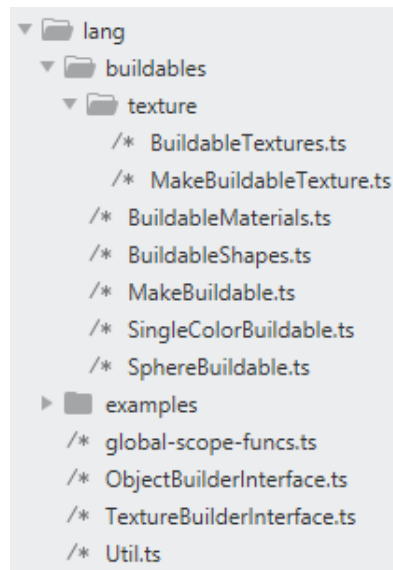 lang
buildables
texture
/* BuildableTextures.ts
/* MakeBuildableTexture.ts
/* BuildableMaterials.ts
/* BuildableShapes.ts
/* MakeBuildable.ts
/* SingleColorBuildable.ts
/* SphereBuildable.ts
examples
/* global-scope-funcs.ts
/* ObjectBuilderInterface.ts
/* TextureBuilderInterface.ts
/* Util.ts